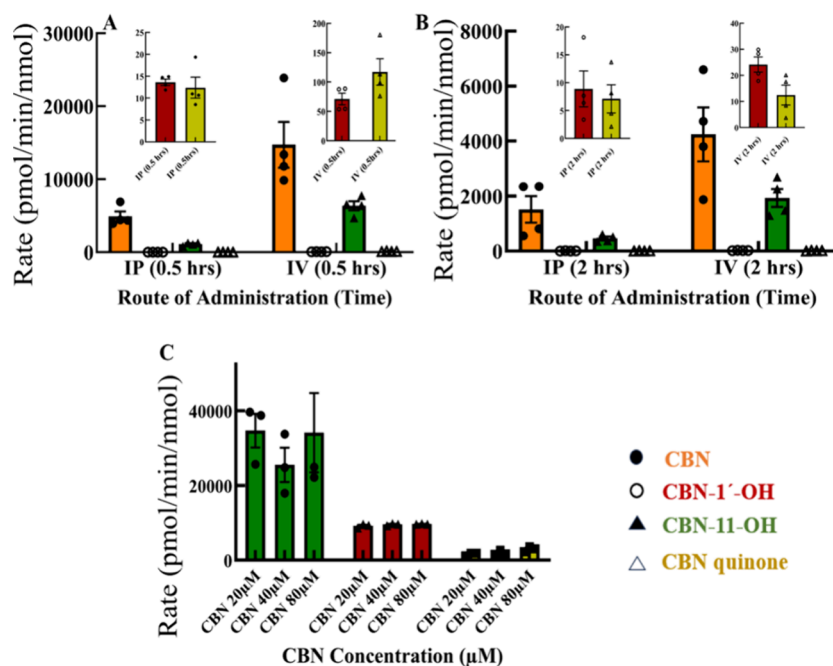 A
Rate (pmol/min/nmol)
30000
20000
10000
0
25
20
15
10
5
0
IP (0.5 hrs)
IP (0.5hrs)
200
150
100
50
0
IV (0.5hrs)
IV (0.5hrs)
IP (0.5 hrs)
IV (0.5 hrs)
Route of Administration (Time)
B
Rate (pmol/min/nmol)
8000
6000
4000
2000
0
20
15
10
5
0
IP (2 hrs)
IP (2 hrs)
40
30
20
10
0
IV (2 hrs)
IV (2 hrs)
IP (2 hrs)
IV (2 hrs)
Route of Administration (Time)
C
Rate (pmol/min/nmol)
40000
20000
0
CBN 20µM
CBN 40µM
CBN 80µM
CBN 20µM
CBN 40µM
CBN 80µM
CBN 20µM
CBN 40µM
CBN 80µM
CBN Concentration (µM)
CBN
CBN-1´-OH
CBN-11-OH
CBN quinone